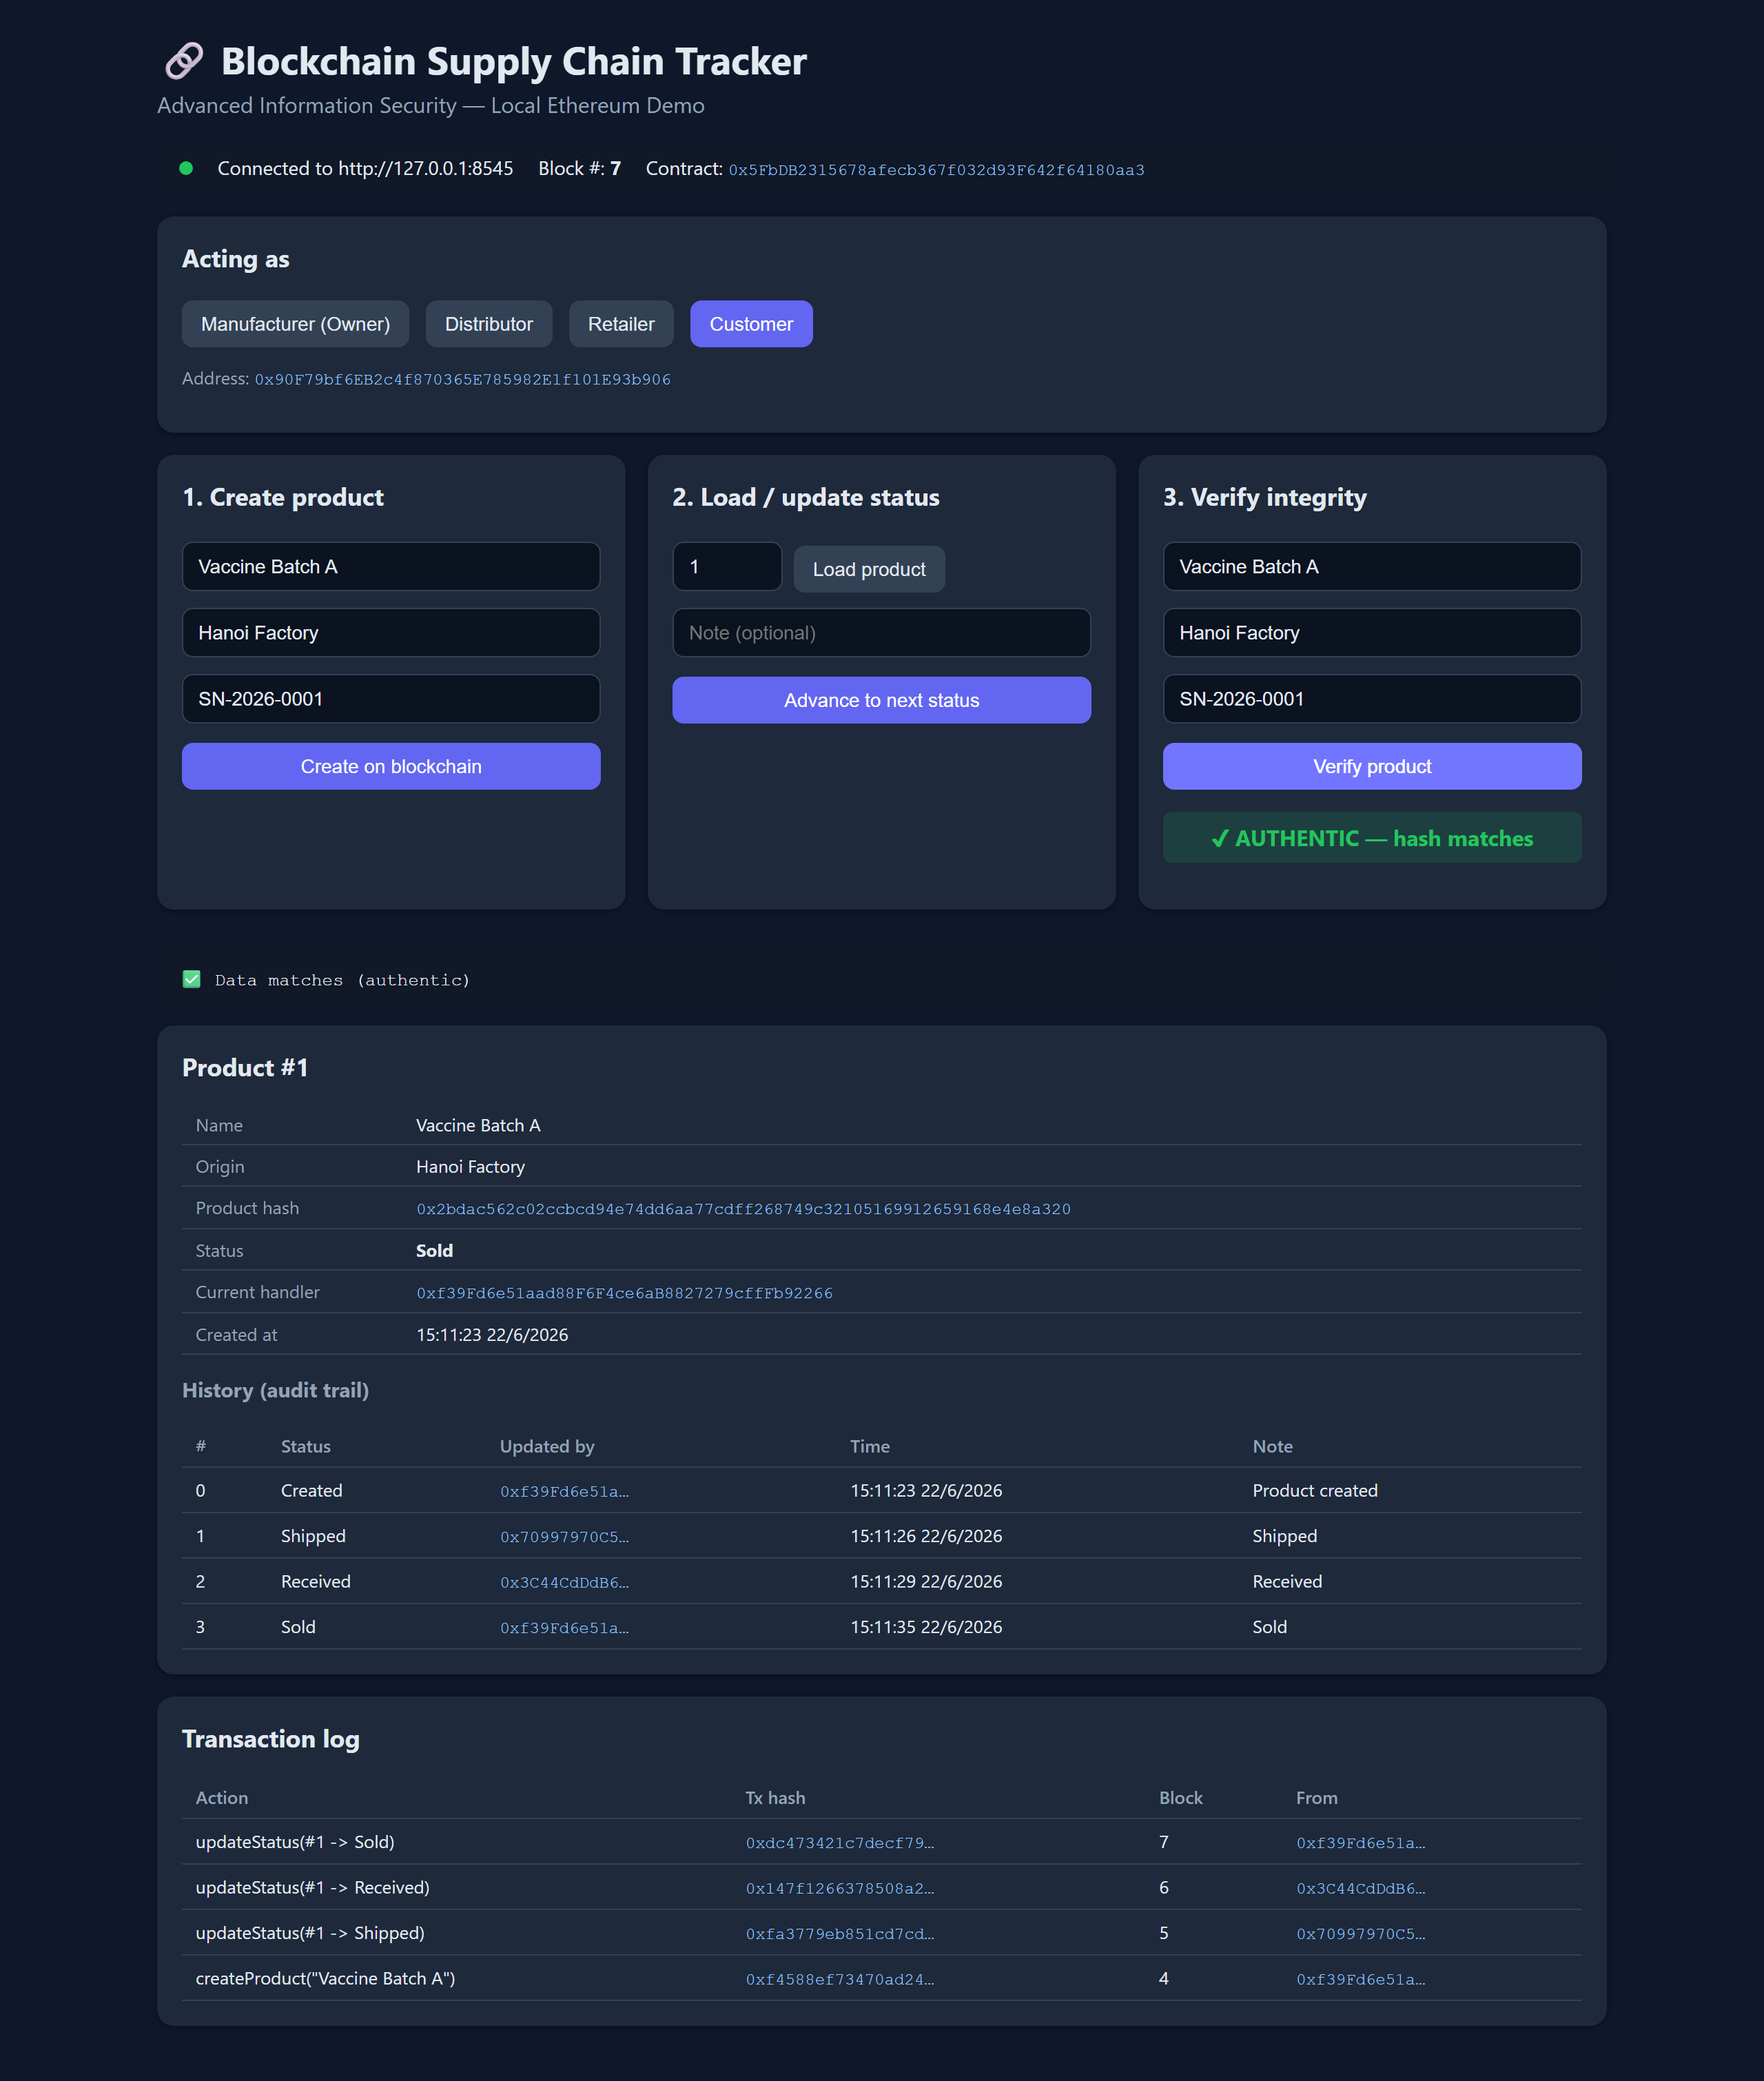 🔗 Blockchain Supply Chain Tracker
Advanced Information Security — Local Ethereum Demo
Connected to http://127.0.0.1:8545 Block #: 7 Contract: 0x5FbDB2315678afecb367f032d93F642f64180aa3
Acting as
Manufacturer (Owner) Distributor Retailer Customer
Address: 0x90F79bf6EB2c4f870365E785982E1f101E93b906
1. Create product
Vaccine Batch A
Hanoi Factory
SN-2026-0001
Create on blockchain
2. Load / update status
1 Load product
Note (optional)
Advance to next status
3. Verify integrity
Vaccine Batch A
Hanoi Factory
SN-2026-0001
Verify product
✔ AUTHENTIC — hash matches
✅ Data matches (authentic)
Product #1
Name Vaccine Batch A
Origin Hanoi Factory
Product hash 0x2bdac562c02ccbcd94e74dd6aa77cdff268749c32105169912659168e4e8a320
Status Sold
Current handler 0xf39Fd6e51aad88F6F4ce6aB8827279cffFb92266
Created at 15:11:23 22/6/2026
History (audit trail)
# Status Updated by Time Note
0 Created 0xf39Fd6e51a… 15:11:23 22/6/2026 Product created
1 Shipped 0x70997970C5… 15:11:26 22/6/2026 Shipped
2 Received 0x3C44CdDdB6… 15:11:29 22/6/2026 Received
3 Sold 0xf39Fd6e51a… 15:11:35 22/6/2026 Sold
Transaction log
Action Tx hash Block From
updateStatus(#1 -> Sold) 0xdc473421c7decf79… 7 0xf39Fd6e51a…
updateStatus(#1 -> Received) 0x147f1266378508a2… 6 0x3C44CdDdB6…
updateStatus(#1 -> Shipped) 0xfa3779eb851cd7cd… 5 0x70997970C5…
createProduct("Vaccine Batch A") 0xf4588ef73470ad24… 4 0xf39Fd6e51a…